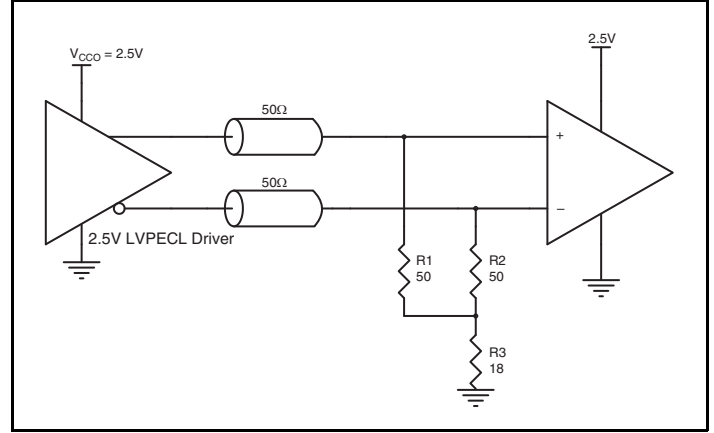 V_CCO = 2.5V
2.5V
50Ω
+
50Ω
−
2.5V LVPECL Driver
R1
50
R2
50
R3
18